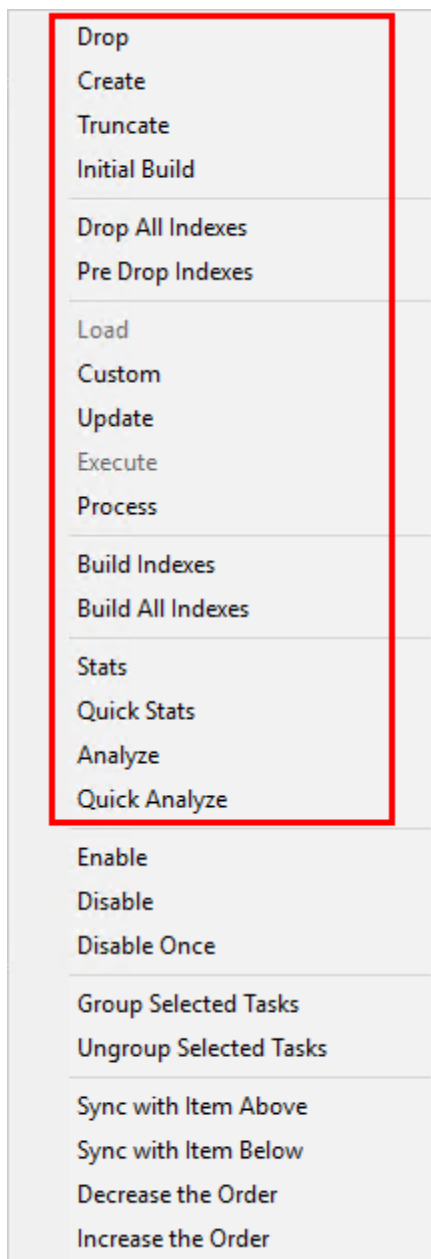 Drop
Create
Truncate
Initial Build
Drop All Indexes
Pre Drop Indexes
Load
Custom
Update
Execute
Process
Build Indexes
Build All Indexes
Stats
Quick Stats
Analyze
Quick Analyze
Enable
Disable
Disable Once
Group Selected Tasks
Ungroup Selected Tasks
Sync with Item Above
Sync with Item Below
Decrease the Order
Increase the Order